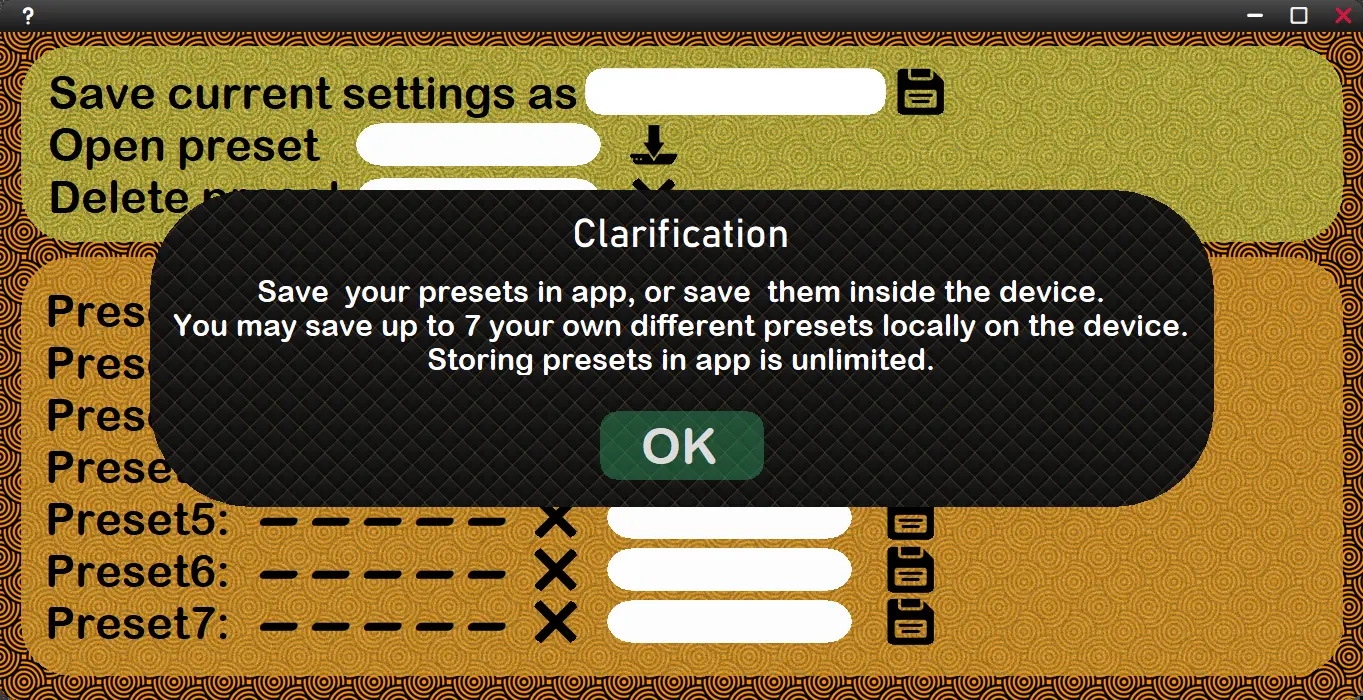 ?
Save current settings as
Open preset
Delete
Clarification
Save  your presets in app, or save  them inside the device.
You may save up to 7 your own different presets locally on the device.
Storing presets in app is unlimited.
OK
Preset5: – – – – –
Preset6: – – – – –
Preset7: – – – – –